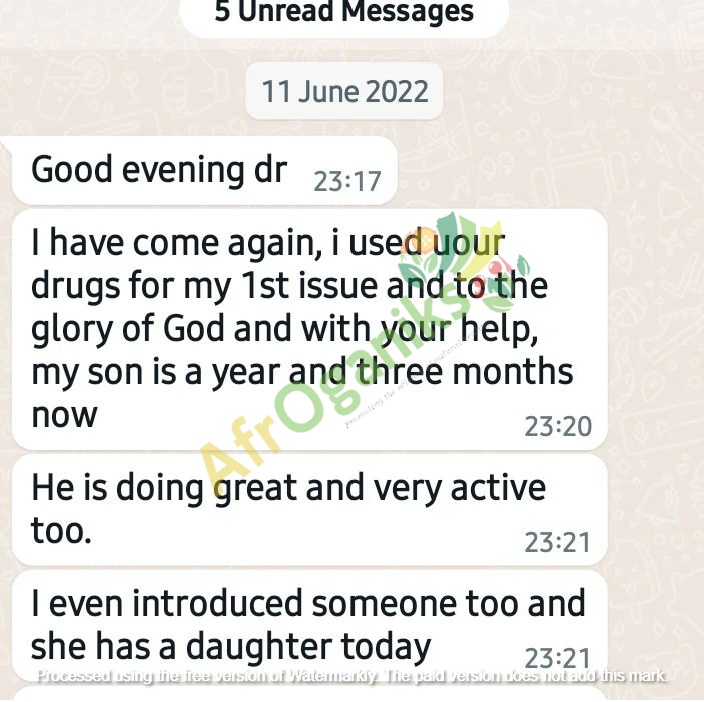 5 Unread Messages
11 June 2022
Good evening dr 23:17
I have come again, i used uour
drugs for my 1st issue and to the
glory of God and with your help,
my son is a year and three months
now 23:20
He is doing great and very active
too. 23:21
I even introduced someone too and
she has a daughter today 23:21
AfrOganiks
Processed using the free version of Watermarkly. The paid version does not add this mark.